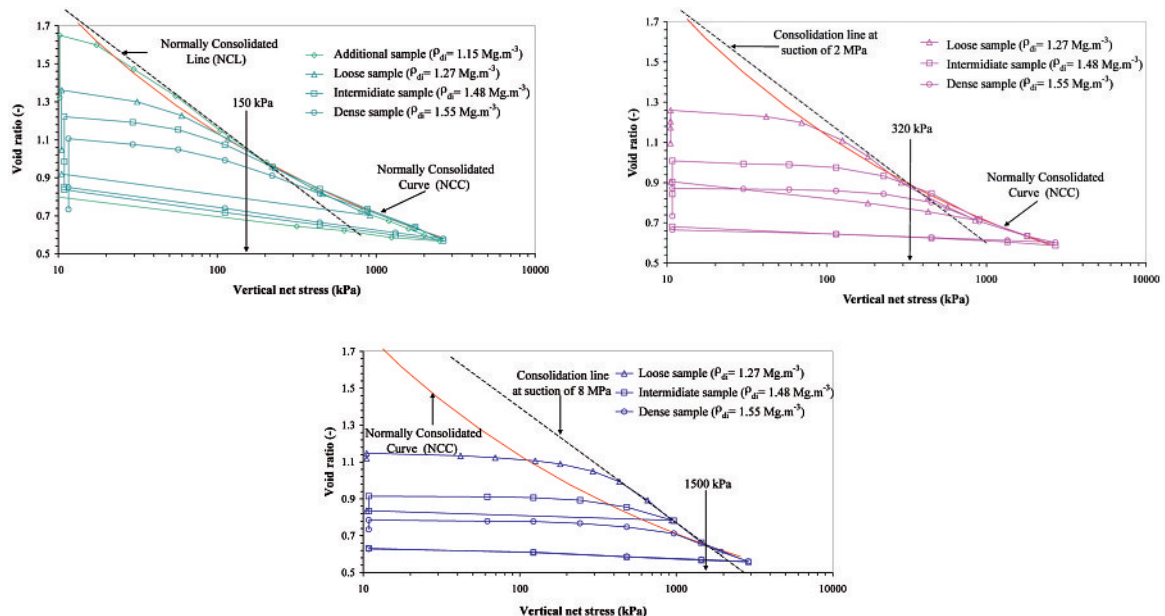 1.7
1.5
1.3
1.1
0.9
0.7
0.5
Void ratio (-)
10
100
1000
10000
Vertical net stress (kPa)
Normally Consolidated
Line (NCL)
150 kPa
Normally Consolidated
Curve (NCC)
Additional sample (ρdi= 1.15 Mg.m-3)
Loose sample (ρdi= 1.27 Mg.m-3)
Intermidiate sample (ρdi= 1.48 Mg.m-3)
Dense sample (ρdi= 1.55 Mg.m-3)
1.7
1.5
1.3
1.1
0.9
0.7
0.5
Void ratio (-)
10
100
1000
10000
Vertical net stress (kPa)
Consolidation line at
suction of 2 MPa
320 kPa
Normally Consolidated
Curve (NCC)
Loose sample (ρdi= 1.27 Mg.m-3)
Intermidiate sample (ρdi= 1.48 Mg.m-3)
Dense sample (ρdi= 1.55 Mg.m-3)
1.7
1.5
1.3
1.1
0.9
0.7
0.5
Void ratio (-)
10
100
1000
10000
Vertical net stress (kPa)
Consolidation line
at suction of 8 MPa
Normally Consolidated
Curve (NCC)
1500 kPa
Loose sample (ρdi= 1.27 Mg.m-3)
Intermidiate sample (ρdi= 1.48 Mg.m-3)
Dense sample (ρdi= 1.55 Mg.m-3)